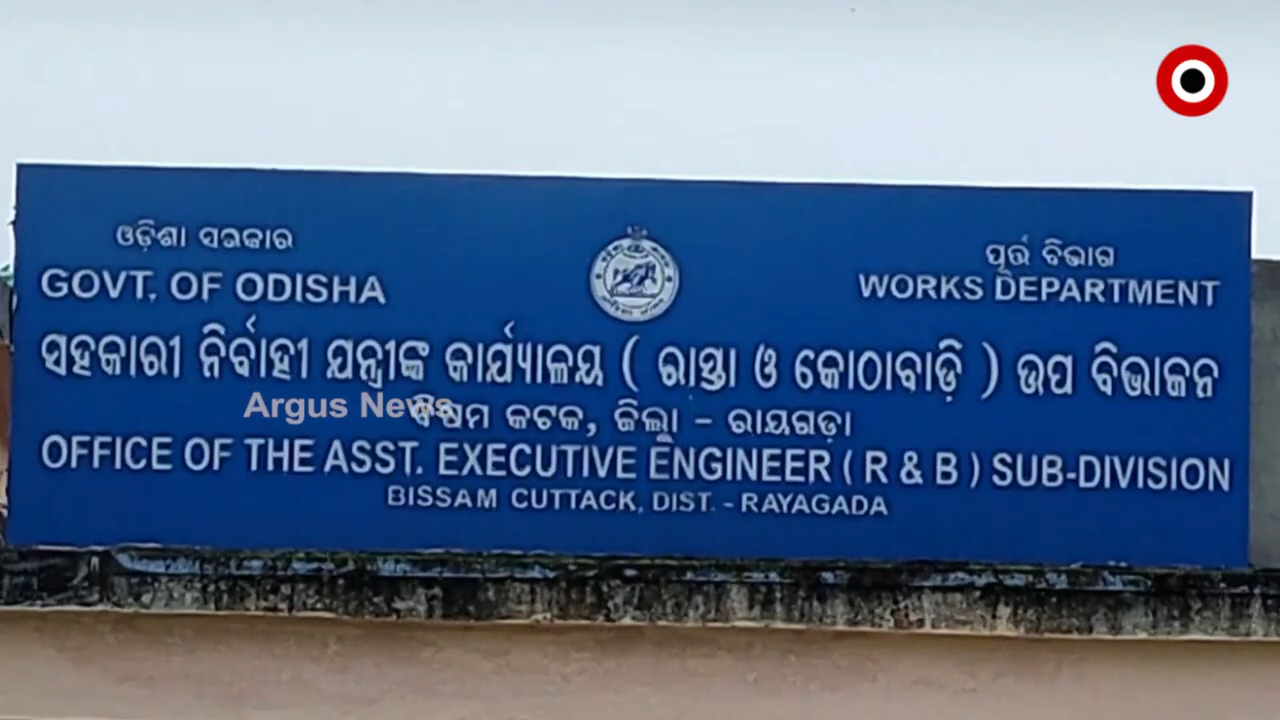 ଓଡ଼ିଶା ସରକାର
GOVT. OF ODISHA
ପୂର୍ତ୍ତ ବିଭାଗ
WORKS DEPARTMENT
ସହକାରୀ ନିର୍ବାହୀ ଯନ୍ତ୍ରୀଙ୍କ କାର୍ଯ୍ୟାଳୟ ( ରାସ୍ତା ଓ କୋଠାବାଡ଼ି ) ଉପ ବିଭାଜନ
Argus News
କଟକ, ଜିଲ୍ଲା - ରାୟଗଡ଼ା
OFFICE OF THE ASST. EXECUTIVE ENGINEER ( R & B ) SUB-DIVISION
BISSAM CUTTACK, DIST. - RAYAGADA